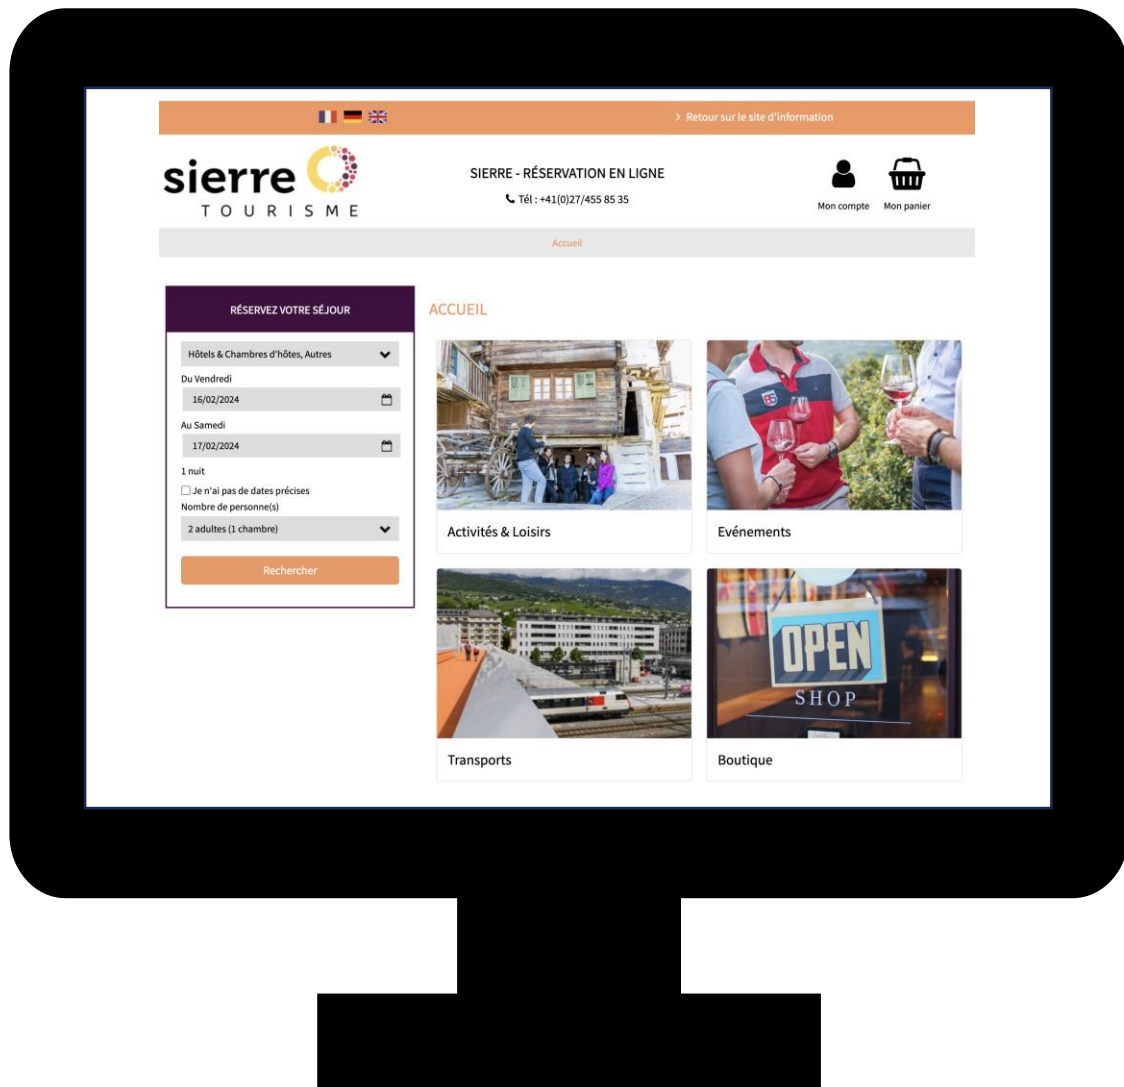 > Retour sur le site d'information
sierre
TOURISME
SIERRE - RÉSERVATION EN LIGNE
Tél : +41(0)27/455 85 35
Mon compte
Mon panier
Accueil
RÉSERVEZ VOTRE SÉJOUR
Hôtels & Chambres d'hôtes, Autres
Du Vendredi
16/02/2024
Au Samedi
17/02/2024
1 nuit
Je n'ai pas de dates précises
Nombre de personne(s)
2 adultes (1 chambre)
Rechercher
ACCUEIL
Activités & Loisirs
Evénements
OPEN
SHOP
Transports
Boutique